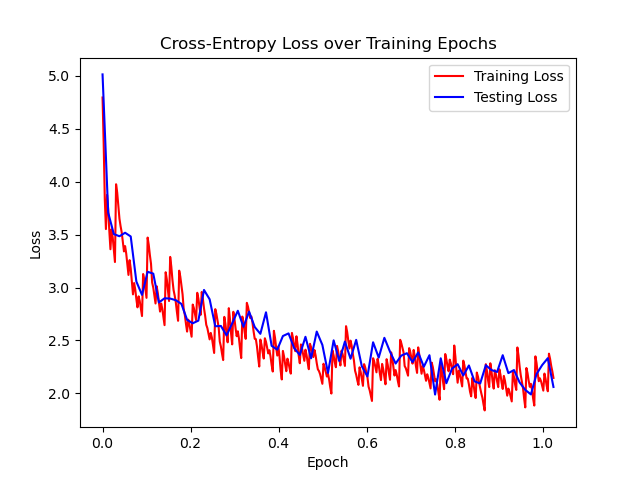 Cross-Entropy Loss over Training Epochs
Training Loss
Testing Loss
5.0
4.5
4.0
3.5
3.0
2.5
2.0
Loss
0.0 0.2 0.4 0.6 0.8 1.0
Epoch